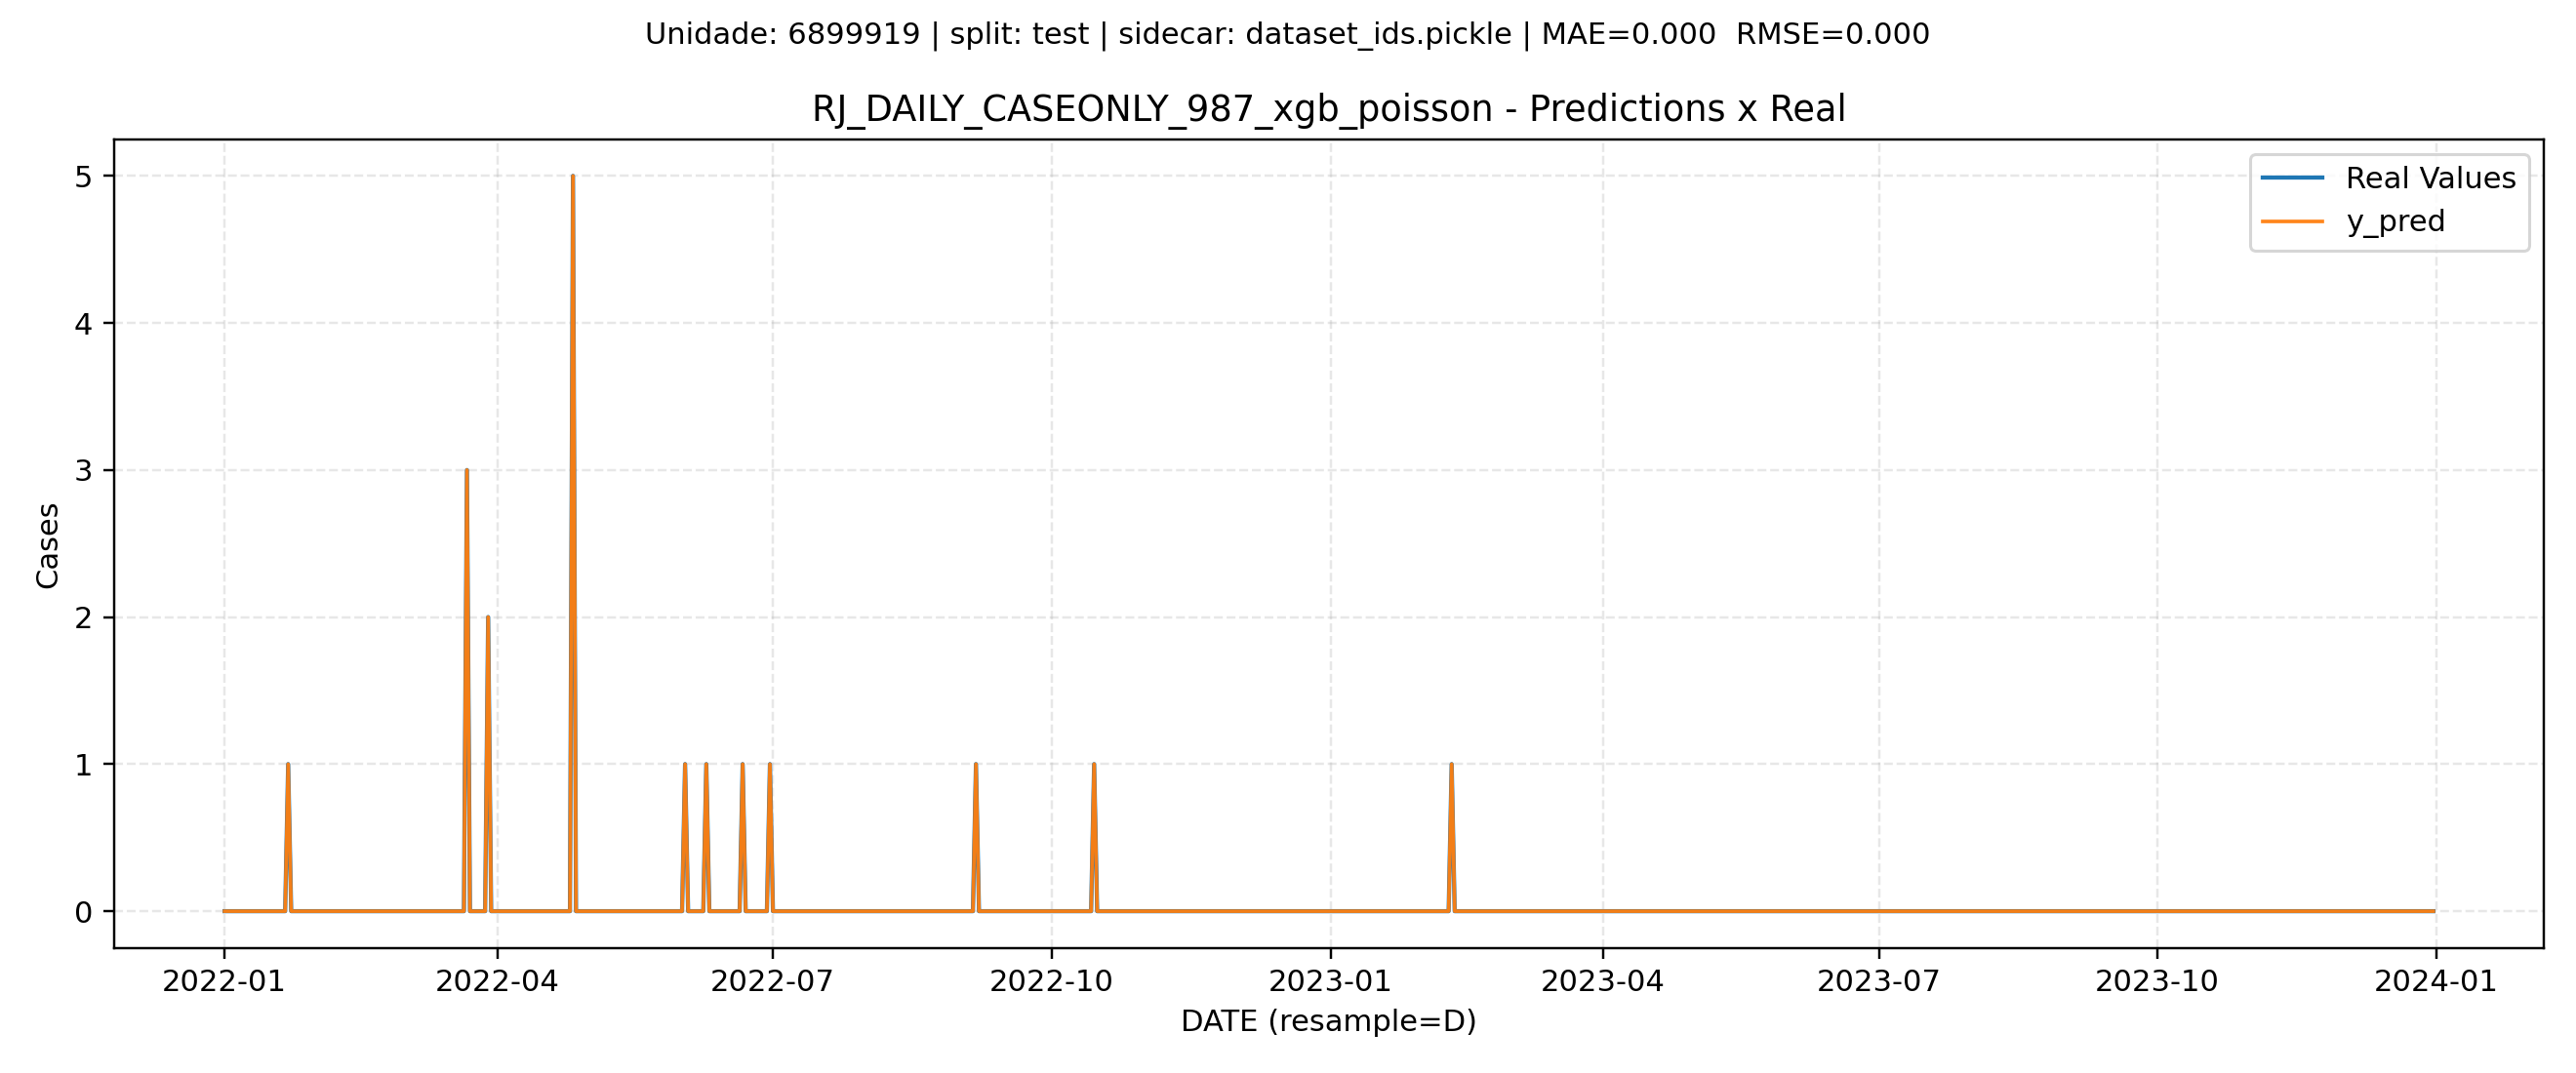 Unidade: 6899919 | split: test | sidecar: dataset_ids.pickle | MAE=0.000  RMSE=0.000
RJ_DAILY_CASEONLY_987_xgb_poisson - Predictions x Real
Real Values
y_pred
5
4
3
2
1
0
Cases
2022-01
2022-04
2022-07
2022-10
2023-01
2023-04
2023-07
2023-10
2024-01
DATE (resample=D)